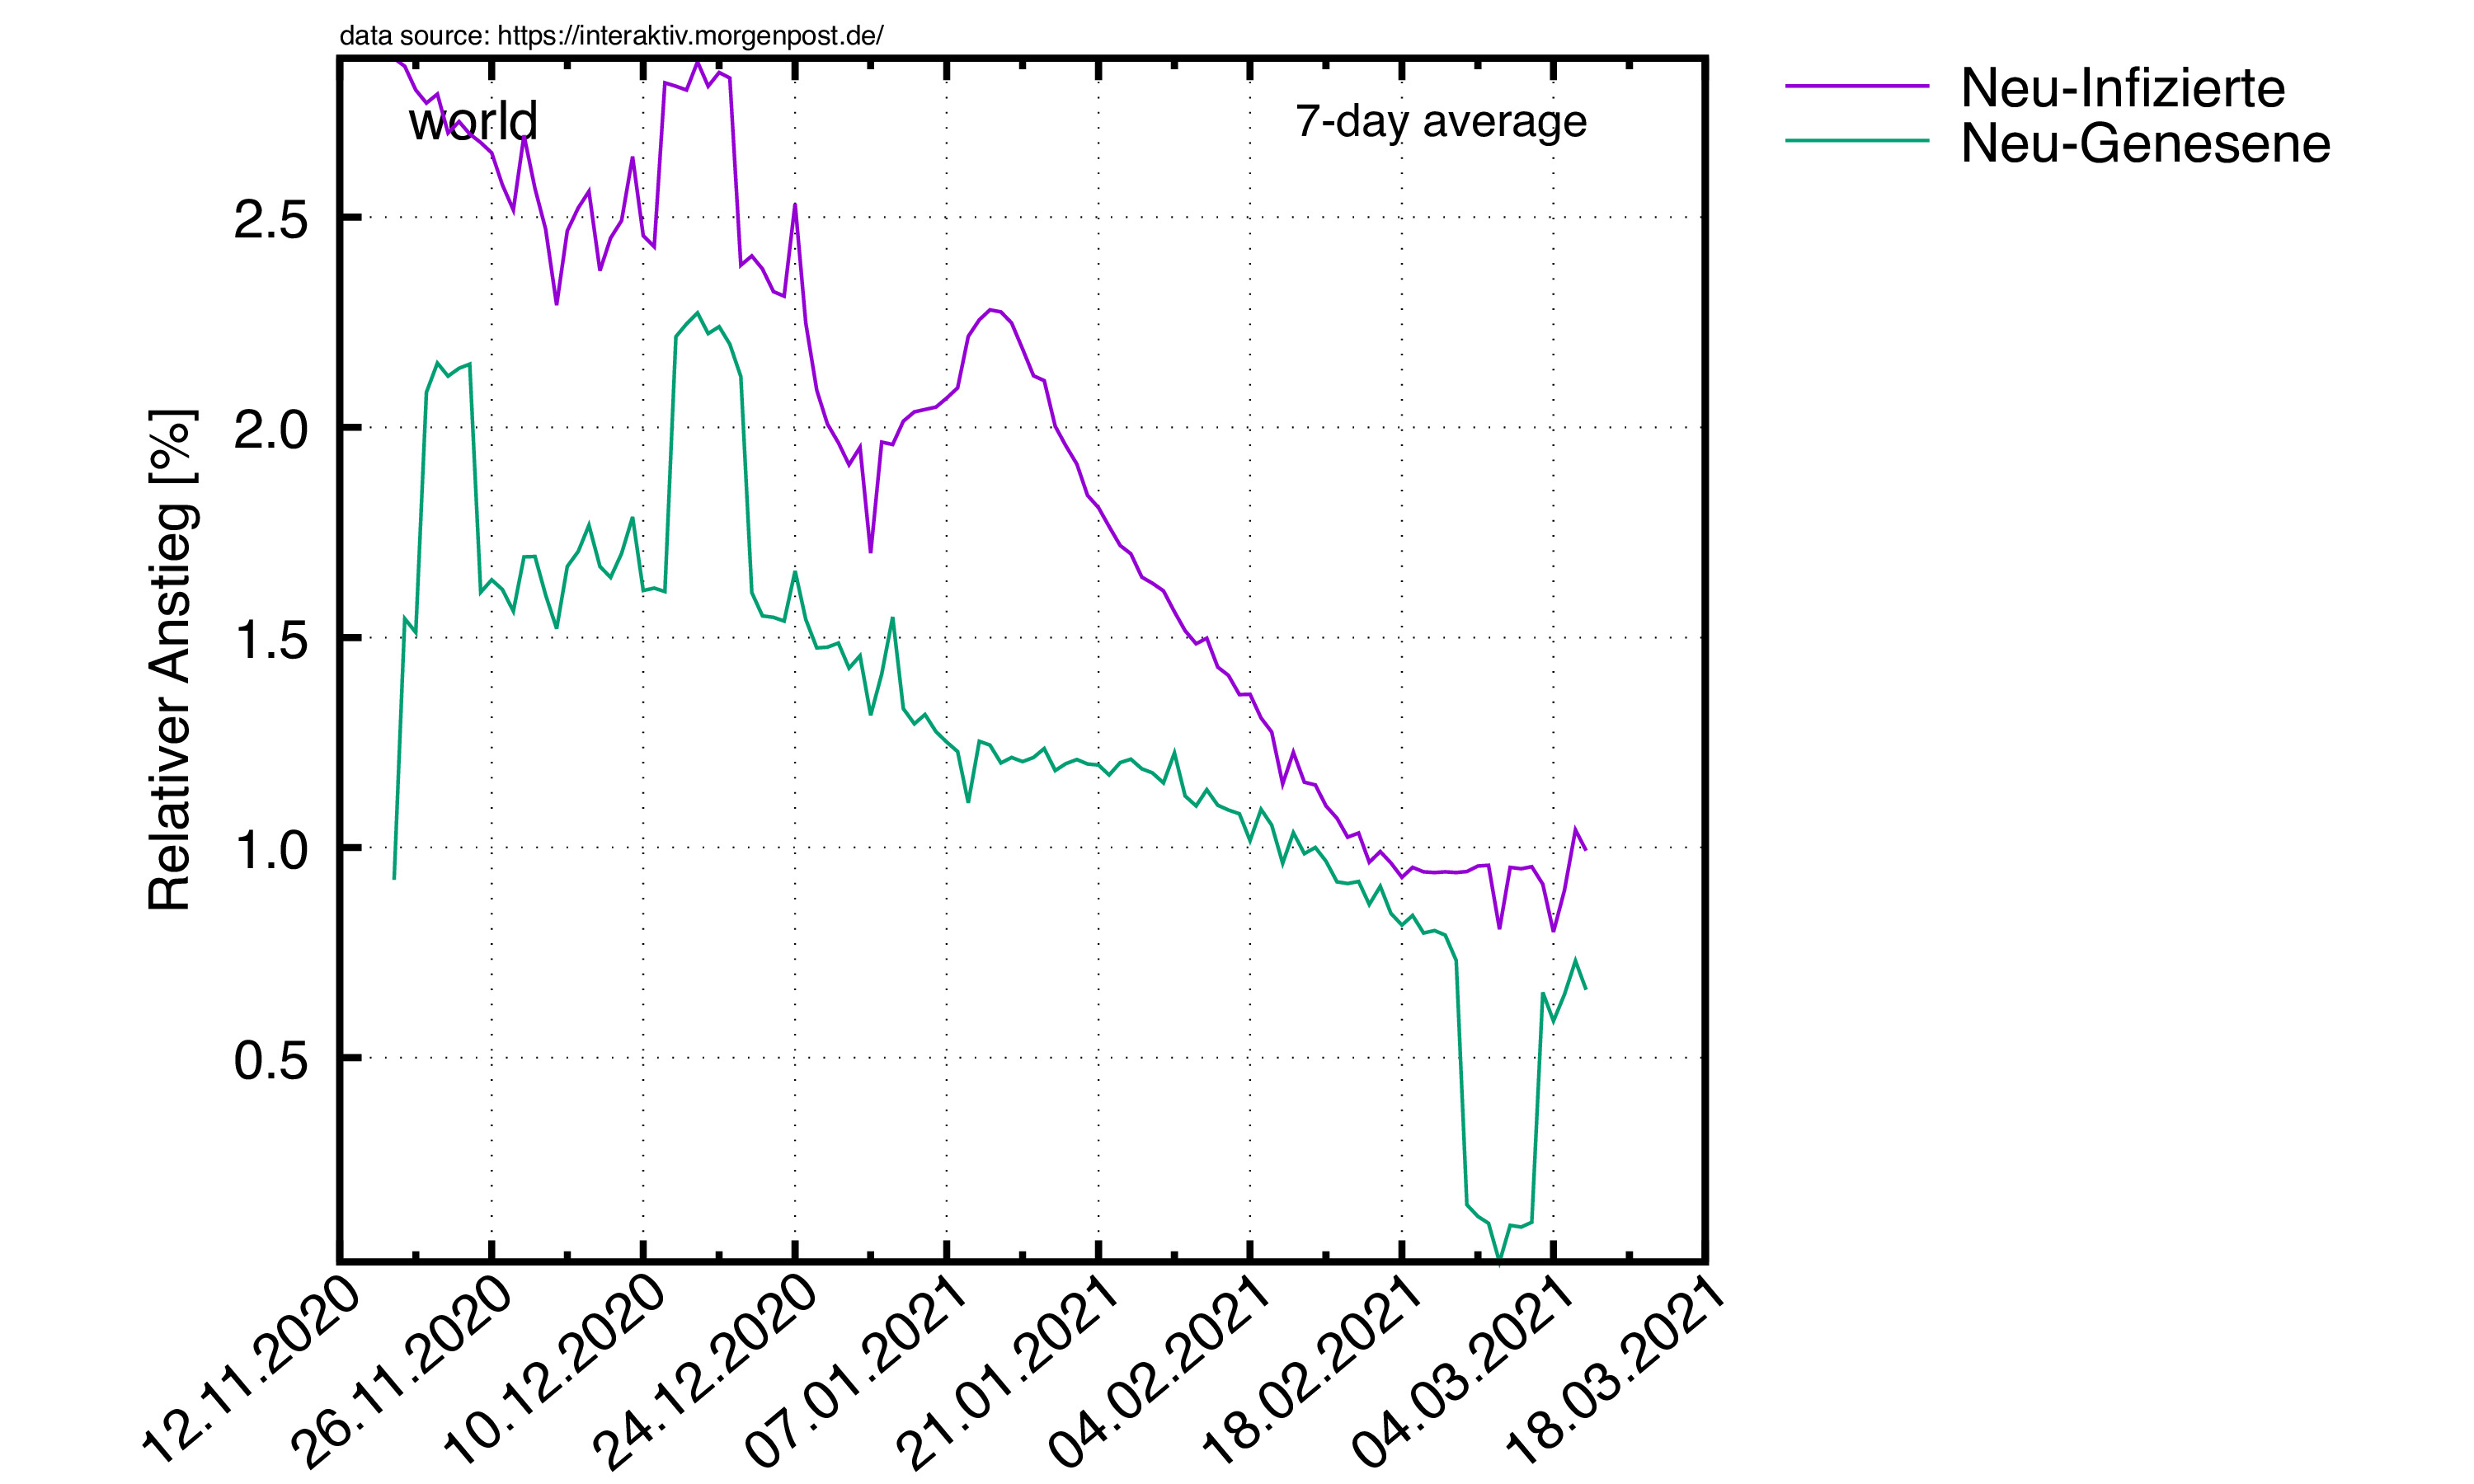 data source: https://interaktiv.morgenpost.de/
world
7-day average
Neu-Infizierte
Neu-Genesene
Relativer Anstieg [%]
2.5
2.0
1.5
1.0
0.5
12.11.2020
26.11.2020
10.12.2020
24.12.2020
07.01.2021
21.01.2021
04.02.2021
18.02.2021
04.03.2021
18.03.2021